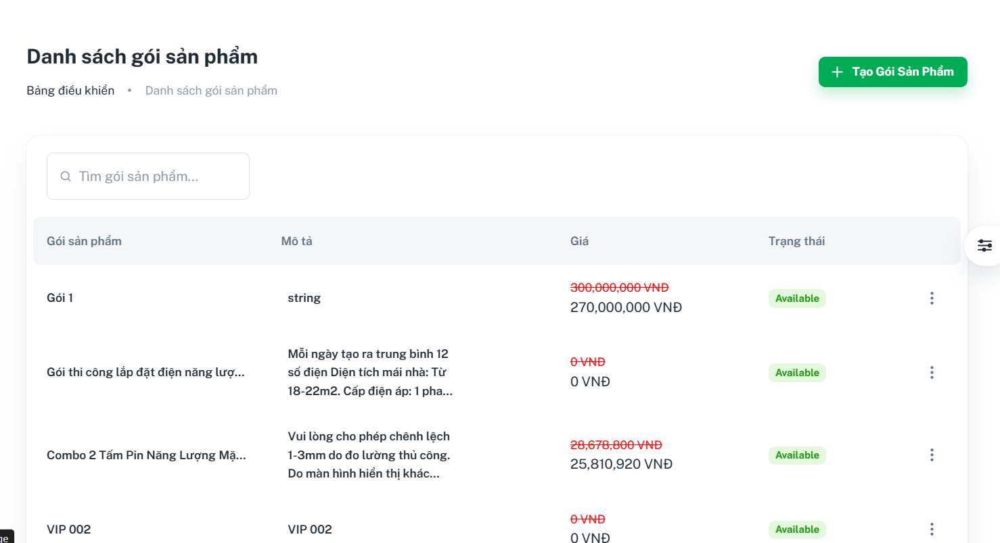 Danh sách gói sản phẩm
Bảng điều khiển • Danh sách gói sản phẩm
Tạo Gói Sản Phẩm
Tìm gói sản phẩm...
Gói sản phẩm Mô tả Giá Trạng thái
300,000,000 VNĐ
Gói 1 string Available
270,000,000 VNĐ
Mỗi ngày tạo ra trung bình 12
0 VNĐ
Gói thi công lắp đặt điện năng lượ... số điện Diện tích mái nhà: Từ Available
0 VNĐ
18-22m2. Cấp điện áp: 1 pha...
Vui lòng cho phép chênh lệch
28,678,800 VNĐ
Combo 2 Tấm Pin Năng Lượng Mặ... 1-3mm do đo lường thủ công. Available
25,810,920 VNĐ
Do màn hình hiển thị khác...
0 VNĐ
VIP 002 VIP 002 Available
0 VNĐ
ge